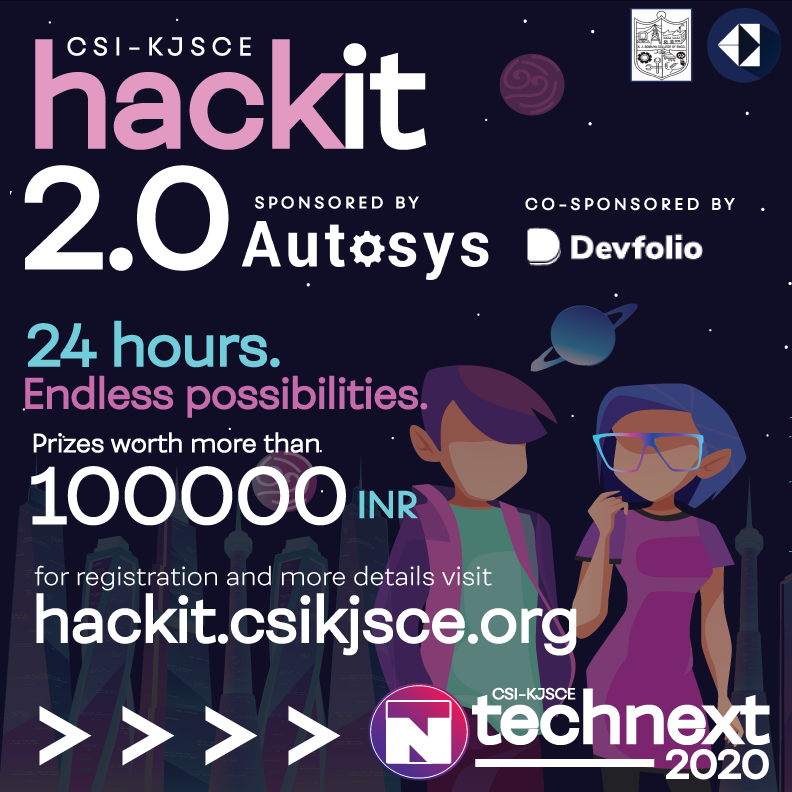 CSI-KJSCE
hackit
2.0
SPONSORED BY
Autosys
CO-SPONSORED BY
Devfolio
24 hours.
Endless possibilities.
Prizes worth more than
100000 INR
for registration and more details visit
hackit.csikjsce.org
> > > >
N
CSI-KJSCE
technext
2020